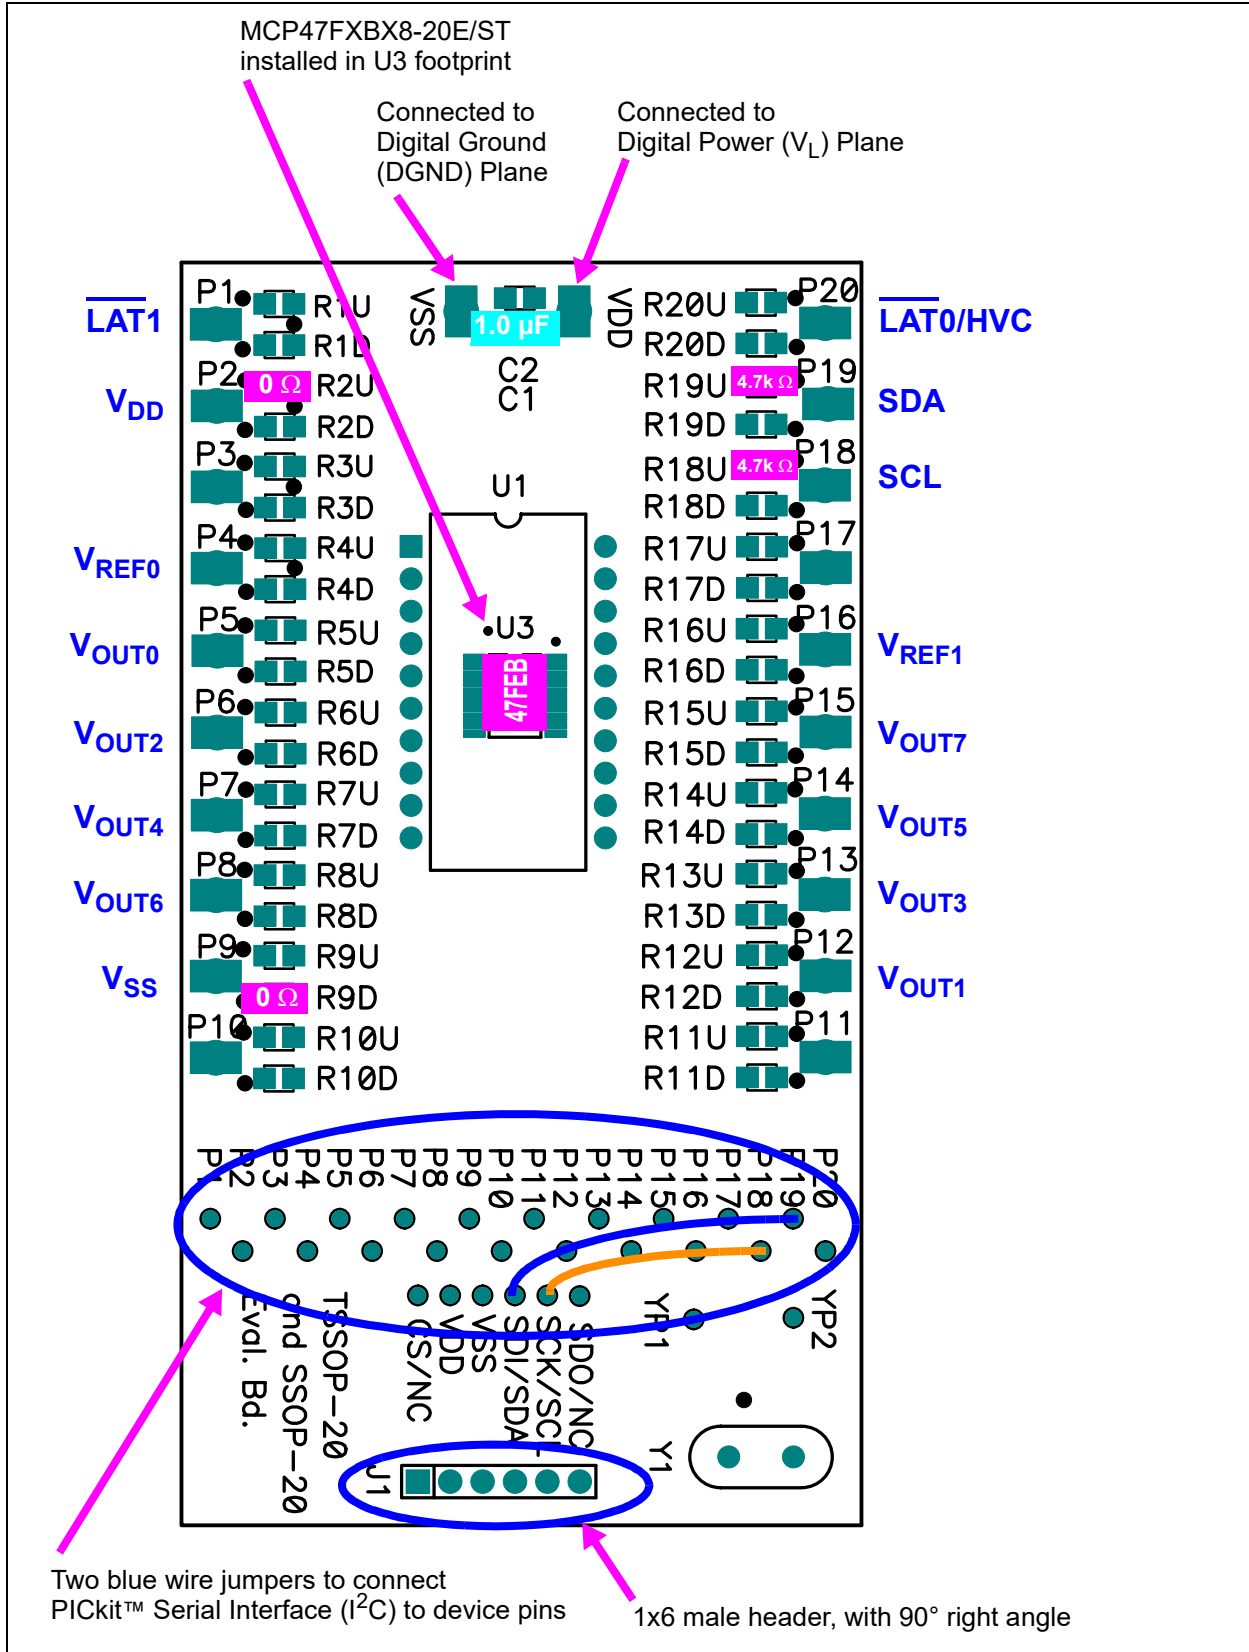 MCP47FXBX8-20E/ST
installed in U3 footprint
Connected to
Digital Ground
(DGND) Plane
Connected to
Digital Power (VL) Plane
LAT1
VDD
VREF0
VOUT0
VOUT2
VOUT4
VOUT6
VSS
P1
P2
P3
P4
P5
P6
P7
P8
P9
P10
R1U
R1D
0 Ω
R2U
R2D
R3U
R3D
R4U
R4D
R5U
R5D
R6U
R6D
R7U
R7D
R8U
R8D
R9U
0 Ω
R9D
R10U
R10D
VSS
1.0 µF
VDD
C2
C1
U1
U3
47FEB
R20U
R20D
R19U
4.7k Ω
R19D
R18U
4.7k Ω
R18D
R17U
R17D
R16U
R16D
R15U
R15D
R14U
R14D
R13U
R13D
R12U
R12D
R11U
R11D
P20
P19
P18
P17
P16
P15
P14
P13
P12
P11
LAT0/HVC
SDA
SCL
VREF1
VOUT7
VOUT5
VOUT3
VOUT1
P1 P2 P3 P4 P5 P6 P7 P8 P9 P10 P11 P12 P13 P14 P15 P16 P17 P18 P19 P20
CS/NC
VDD
VSS
SDI/SDA
SCK/SCL
SDO/NC
YP1
YP2
TSSOP-20
and SSOP-20
Eval. Bd.
J1
Y1
Two blue wire jumpers to connect
PICkit™ Serial Interface (I²C) to device pins
1x6 male header, with 90° right angle